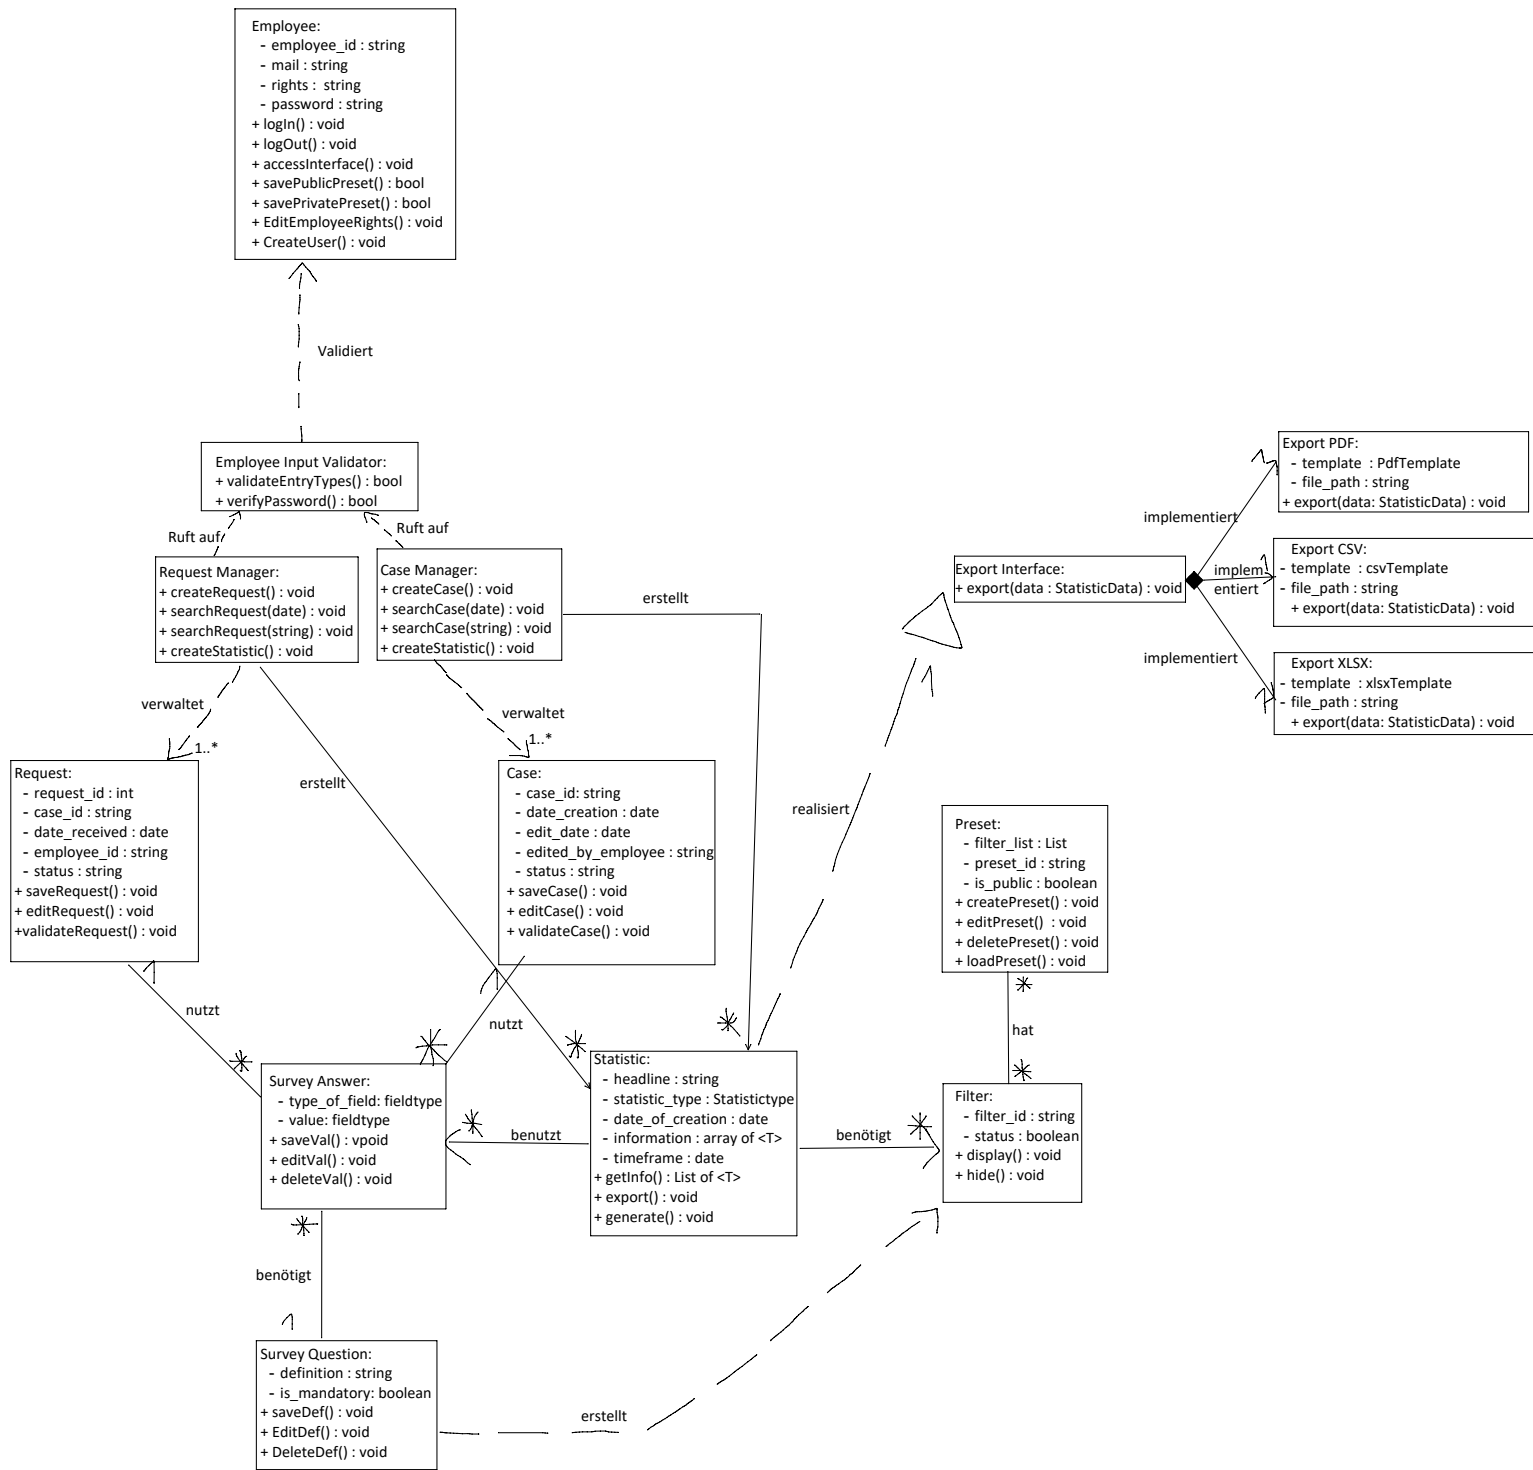 Employee:
- employee_id : string
- mail : string
- rights :  string
- password : string
+ logIn() : void
+ logOut() : void
+ accessInterface() : void
+ savePublicPreset() : bool
+ savePrivatePreset() : bool
+ EditEmployeeRights() : void
+ CreateUser() : void
Validiert
Employee Input Validator:
+ validateEntryTypes() : bool
+ verifyPassword() : bool
Ruft auf
Ruft auf
Request Manager:
+ createRequest() : void
+ searchRequest(date) : void
+ searchRequest(string) : void
+ createStatistic() : void
Case Manager:
+ createCase() : void
+ searchCase(date) : void
+ searchCase(string) : void
+ createStatistic() : void
erstellt
Export Interface:
+ export(data : StatisticData) : void
1
implementiert
Export PDF:
- template  : PdfTemplate
- file_path : string
+ export(data: StatisticData) : void
implem
entiert
1
Export CSV:
- template  : csvTemplate
- file_path : string
+ export(data: StatisticData) : void
implementiert
1
Export XLSX:
- template  : xlsxTemplate
- file_path : string
+ export(data: StatisticData) : void
verwaltet
1..*
verwaltet
1..*
erstellt
realisiert
1
Request:
- request_id : int
- case_id : string
- date_received : date
- employee_id : string
- status : string
+ saveRequest() : void
+ editRequest() : void
+validateRequest() : void
Case:
- case_id: string
- date_creation : date
- edit_date : date
- edited_by_employee : string
- status : string
+ saveCase() : void
+ editCase() : void
+ validateCase() : void
Preset:
- filter_list : List
- preset_id : string
- is_public : boolean
+ createPreset() : void
+ editPreset()  : void
+ deletePreset() : void
+ loadPreset() : void
1
nutzt
*
1
nutzt
*
*
*
*
hat
*
Survey Answer:
- type_of_field: fieldtype
- value: fieldtype
+ saveVal() : vpoid
+ editVal() : void
+ deleteVal() : void
*
benutzt
Statistic:
- headline : string
- statistic_type : Statistictype
- date_of_creation : date
- information : array of <T>
- timeframe : date
+ getInfo() : List of <T>
+ export() : void
+ generate() : void
benötigt
*
Filter:
- filter_id : string
- status : boolean
+ display() : void
+ hide() : void
*
benötigt
1
Survey Question:
- definition : string
- is_mandatory: boolean
+ saveDef() : void
+ EditDef() : void
+ DeleteDef() : void
erstellt